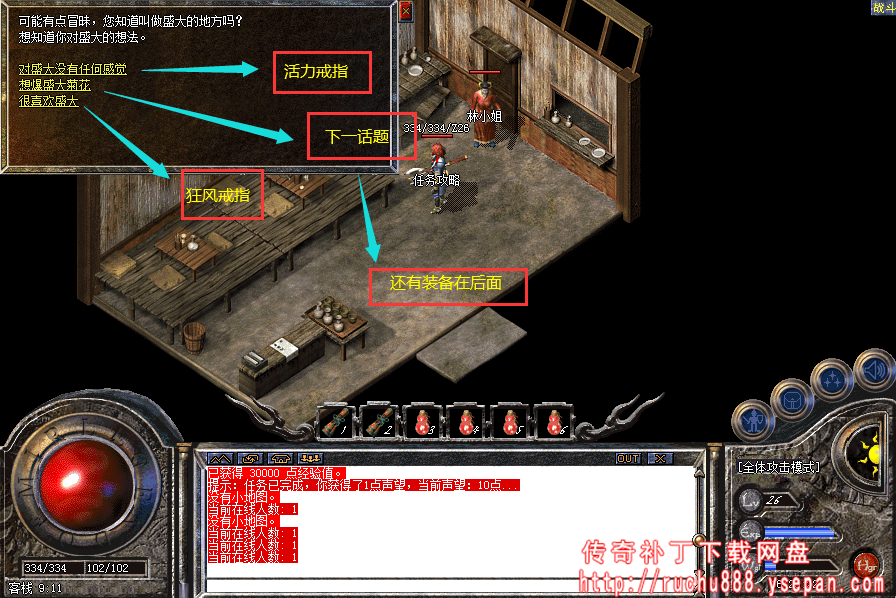 战斗
可能有点冒昧，您知道叫做盛大的地方吗?
想知道你对盛大的想法。
对盛大没有任何感觉
想爆盛大菊花
很喜欢盛大
活力戒指
下一话题
狂风戒指
还有装备在后面
林小姐
334/334/Z26
任务攻略
1 2 3 4 5 6
OUT
已获得 30000 点经验值。
提示: 任务已完成，你获得了1点声望，当前声望: 10点...
没有小地图。
当前在线人数: 1
没有小地图。
当前在线人数: 1
当前在线人数: 1
当前在线人数: 1
[全体攻击模式]
Lv 26
Exp
334/334 102/102
客栈 9:11
传奇补丁下载网盘
http://ruchu888.ysepan.com/